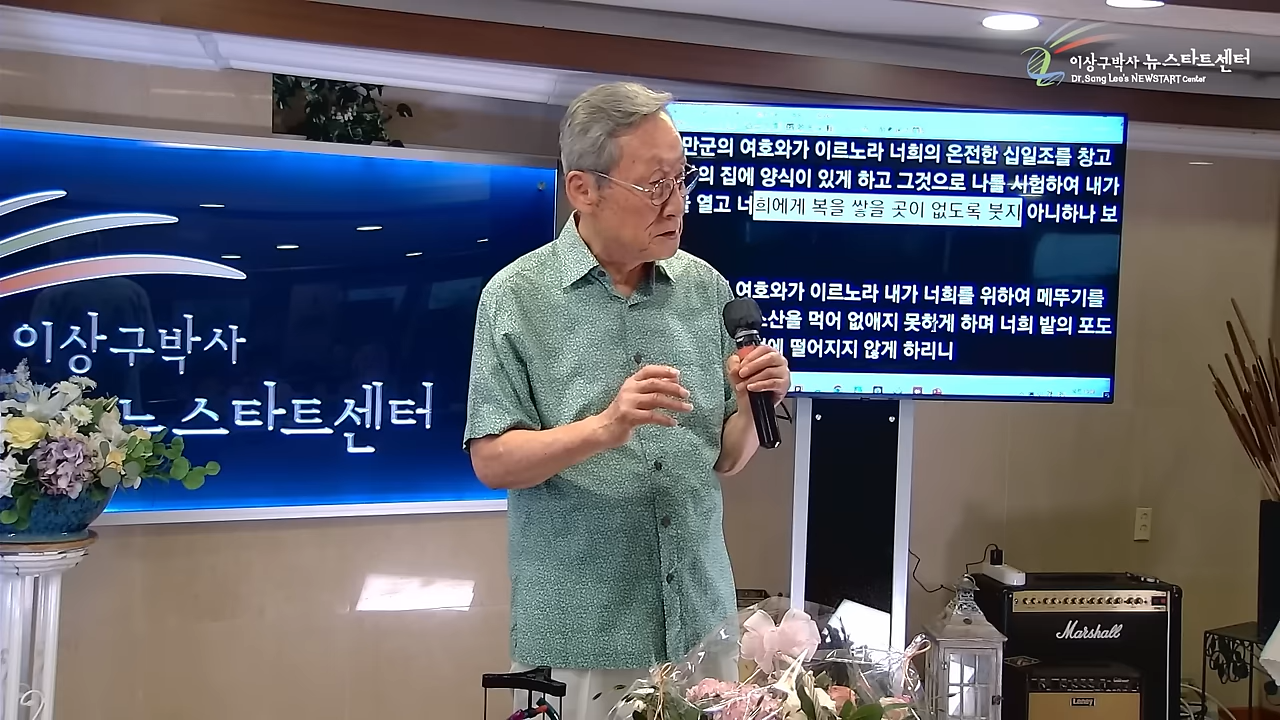 이상구박사 뉴스타트센터
Dr. Sang Lee's NEWSTART Center
만군의 여호와가 이르노라 너희의 온전한 십일조를 창고
의 집에 양식이 있게 하고 그것으로 나를 시험하여 내가
열고 너희에게 복을 쌓을 곳이 없도록 붓지 아니하나 보
여호와가 이르노라 내가 너희를 위하여 메뚜기를
먹어 없애지 못하게 하며 너희 밭의 포도
떨어지지 않게 하리니
이상구박사
뉴스타트센터
Marshall
Laney